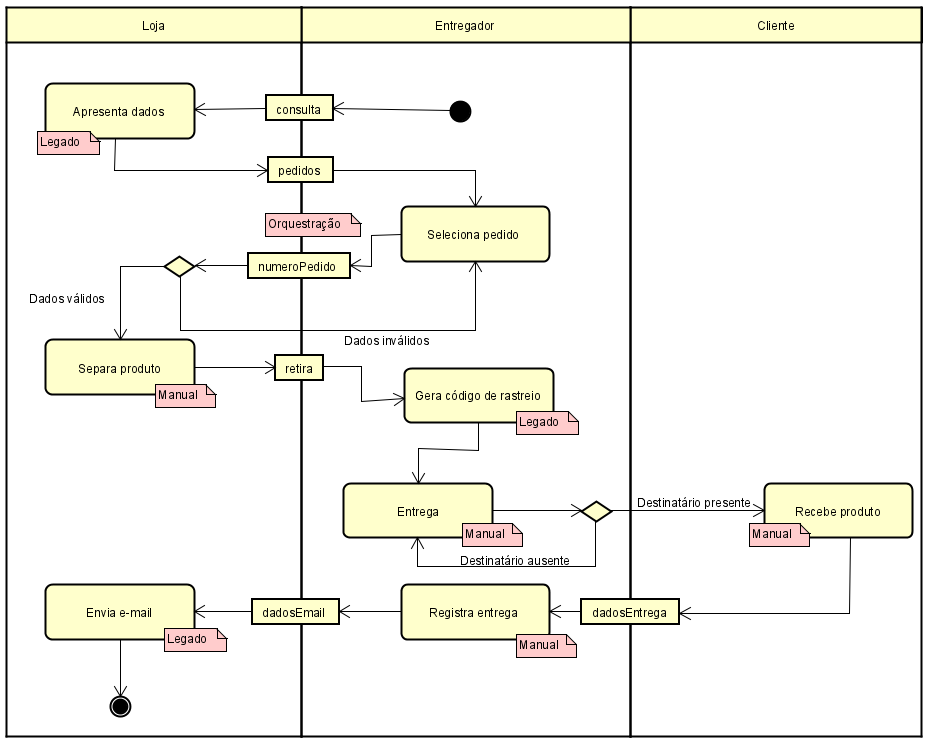 Loja
Entregador
Cliente
Apresenta dados
consulta
Legado
pedidos
Orquestração
Seleciona pedido
numeroPedido
Dados válidos
Dados inválidos
Separa produto
retira
Manual
Gera código de rastreio
Legado
Entrega
Destinatário presente
Recebe produto
Manual
Manual
Destinatário ausente
Envia e-mail
dadosEmail
Registra entrega
dadosEntrega
Legado
Manual